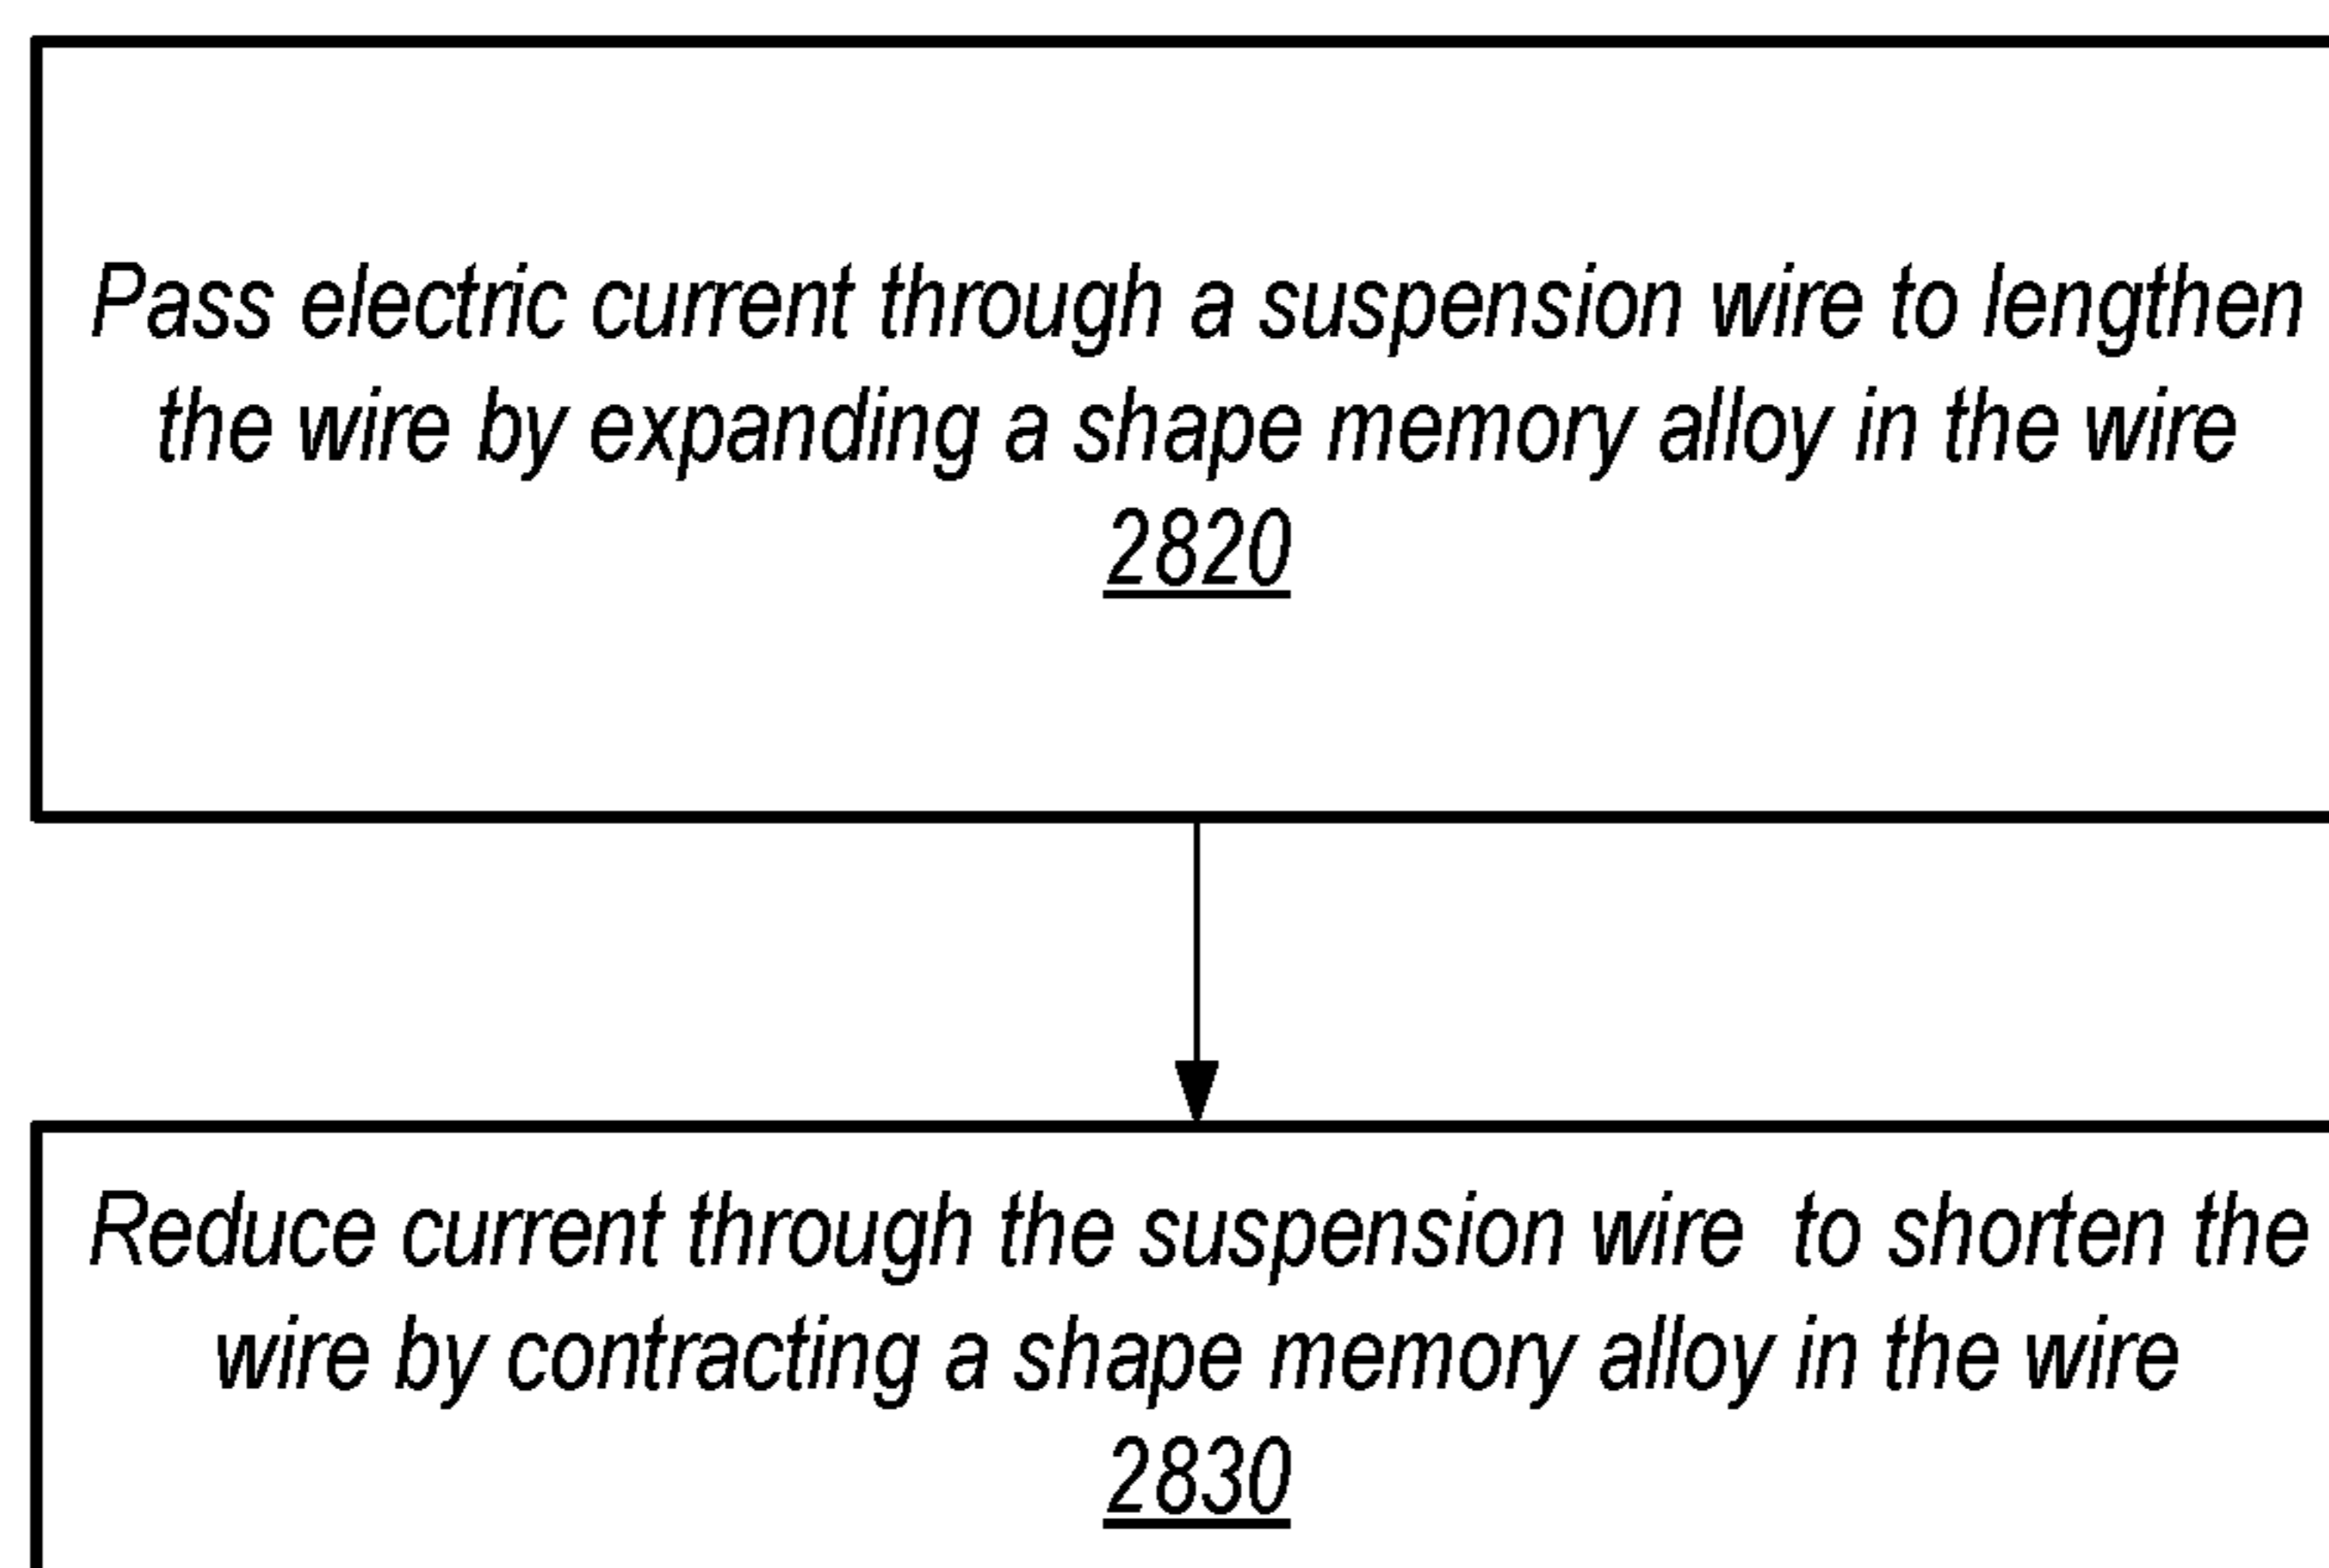 Pass electric current through a suspension wire to lengthen
the wire by expanding a shape memory alloy in the wire
2820
Reduce current through the suspension wire to shorten the
wire by contracting a shape memory alloy in the wire
2830